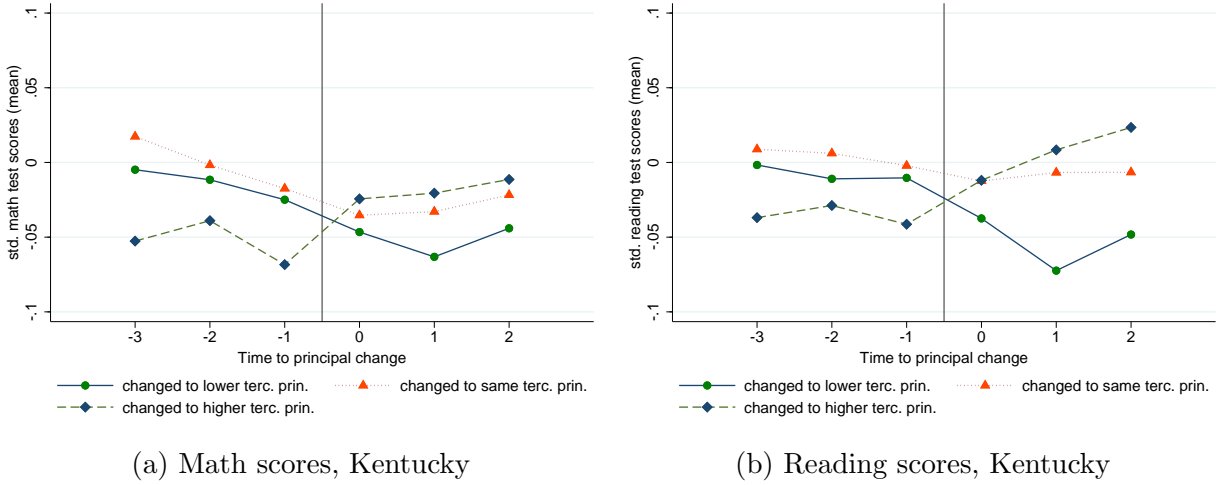 std. math test scores (mean)
.1
.05
0
-.05
-.1
-3 -2 -1 0 1 2
Time to principal change
changed to lower terc. prin. changed to same terc. prin.
changed to higher terc. prin.
(a) Math scores, Kentucky
std. reading test scores (mean)
.1
.05
0
-.05
-.1
-3 -2 -1 0 1 2
Time to principal change
changed to lower terc. prin. changed to same terc. prin.
changed to higher terc. prin.
(b) Reading scores, Kentucky